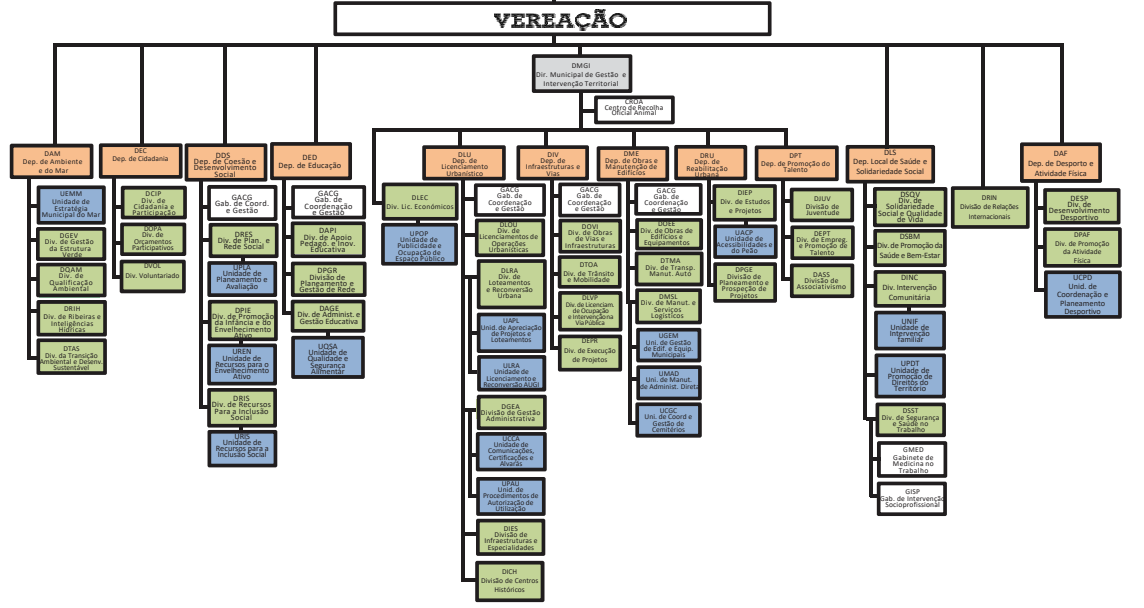 VEREAÇÃO
DMGI
Dir. Municipal de Gestão e
Intervenção Territorial
CROA
Centro de Recolha
Oficial Animal
DAM
Dep. de Ambiente
e do Mar
UEMM
Unidade de
Estratégia
Municipal do Mar
DGEV
Div. de Gestão da
Estrutura
Verde
DQAM
Div. de
Qualificação
Ambiental
DRIH
Div. de Ribeiras e
Inteligências
Hídricas
DTAS
Div. da Transição
Ambiental e Desenv.
Sustentável
DEC
Dep. de Cidadania
DCIP
Div. de
Cidadania e
Participação
DOPA
Div. de
Orçamentos
Participativos
DVOL
Div. Voluntariado
DDS
Dep. de Coesão e
Desenvolvimento
Social
GACG
Gab. de Coord.
e Gestão
DRES
Div. de Plan. e
Rede Social
UPLA
Unidade de
Planeamento e
Avaliação
DPIE
Div. de Promoção
da Infância e do
Envelhecimento
Ativo
UREN
Unidade de
Recursos para o
Envelhecimento
Ativo
DRIS
Div. de Recursos
Para a Inclusão
Social
URIS
Unidade de
Recursos para a
Inclusão Social
DED
Dep. de Educação
GACG
Gab. de
Coordenação
e Gestão
DAPI
Div. de Apoio
Pedagó. e Inov.
Educativa
DPGR
Divisão de
Planeamento e
Gestão de Rede
DAGE
Div. de Administ. e
Gestão Educativa
UQSA
Unidade de
Qualidade e
Segurança
Alimentar
DLEC
Div. Lic. Económicos
UPOP
Unidade de
Publicidade e
Ocupação de
Espaço Público
DLU
Dep. de
Licenciamento
Urbanístico
GACG
Gab. de
Coordenação e
Gestão
DLOU
Div. de
Licenciamentos de
Operações
Urbanísticas
DLRA
Div. de
Loteamentos
e Reconversão
Urbana
UAPL
Unid. de Apreciação
de Projetos e
Loteamentos
ULRA
Unidade de
Licenciamento e
Reconversão AUGI
DGEA
Divisão de Gestão
Administrativa
UCCA
Unidade de
Comunicações,
Certificações e
Alvarás
UPAU
Unid. de
Procedimentos de
Autorização de
Utilização
DIES
Divisão de
Infraestruturas e
Especialidades
DICH
Divisão de Centros
Históricos
DIV
Dep. de
Infraestruturas e
Vias
GACG
Gab. de
Coordenação
e Gestão
DOVI
Div. de Obras
de Vias e
Infraestruturas
DTOA
Div. de Trânsito
e Mobilidade
DLVP
Div. de Licenciam.
de Ocupação
e Intervenção na
Via Pública
DEPR
Div. de Execução
de Projetos
DME
Dep. de Obras e
Manutenção de
Edifícios
GACG
Gab. de
Coordenação
e Gestão
DOEE
Div. de Obras de
Edifícios e
Equipamentos
DTMA
Div. de Transp.
Manut. Auto
DMSL
Div. de Manut. e
Serviços
Logísticos
UGEM
Uni. de Gestão
de Edif. e Equip.
Municipais
UMAD
Uni. de Manut.
de Administ. Direta
UCGC
Uni. de Coord e
Gestão de
Cemitérios
DRU
Dep. de
Reabilitação
Urbana
DIEP
Div. de Estudos
e Projetos
UACP
Unidade de
Acessibilidades e
do Peão
DPGE
Divisão de
Planeamento e
Prospeção de
Projetos
DPT
Dep. de Promoção do
Talento
DJUV
Divisão de
Juventude
DEPT
Div. de Empreg.
e Promoção de
Talento
DASS
Divisão de
Associativismo
DLS
Dep. Local de Saúde e
Solidariedade Social
DSQV
Div. de
Solidariedade
Social e Qualidade
de Vida
DSBM
Div. de Promoção da
Saúde e Bem-Estar
DINC
Div. Intervenção
Comunitária
UNIF
Unidade de
Intervenção
familiar
UPDT
Unidade de
Promoção de
Direitos do
Território
DSST
Div. de Segurança
e Saúde no
Trabalho
GMED
Gabinete de
Medicina no
Trabalho
GISP
Gab. de Intervenção
Socioprofissional
DRIN
Divisão de Relações
Internacionais
DAF
Dep. de Desporto e
Atividade Física
DESP
Div. de
Desenvolvimento
Desportivo
DPAF
Div. de Promoção
da Atividade
Física
UCPD
Unid. de
Coordenação e
Planeamento
Desportivo